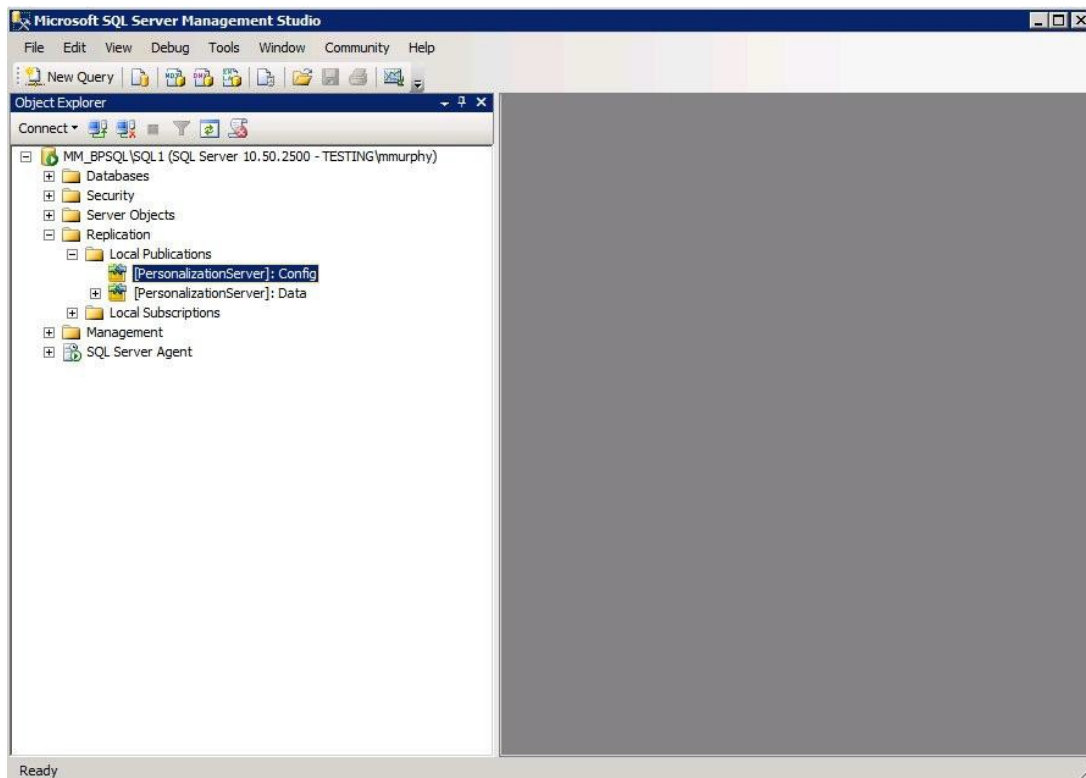 Microsoft SQL Server Management Studio
File Edit View Debug Tools Window Community Help
New Query
Object Explorer
Connect
MM_BPSQL\SQL1 (SQL Server 10.50.2500 - TESTING\mmurphy)
Databases
Security
Server Objects
Replication
Local Publications
[PersonalizationServer]: Config
[PersonalizationServer]: Data
Local Subscriptions
Management
SQL Server Agent
Ready